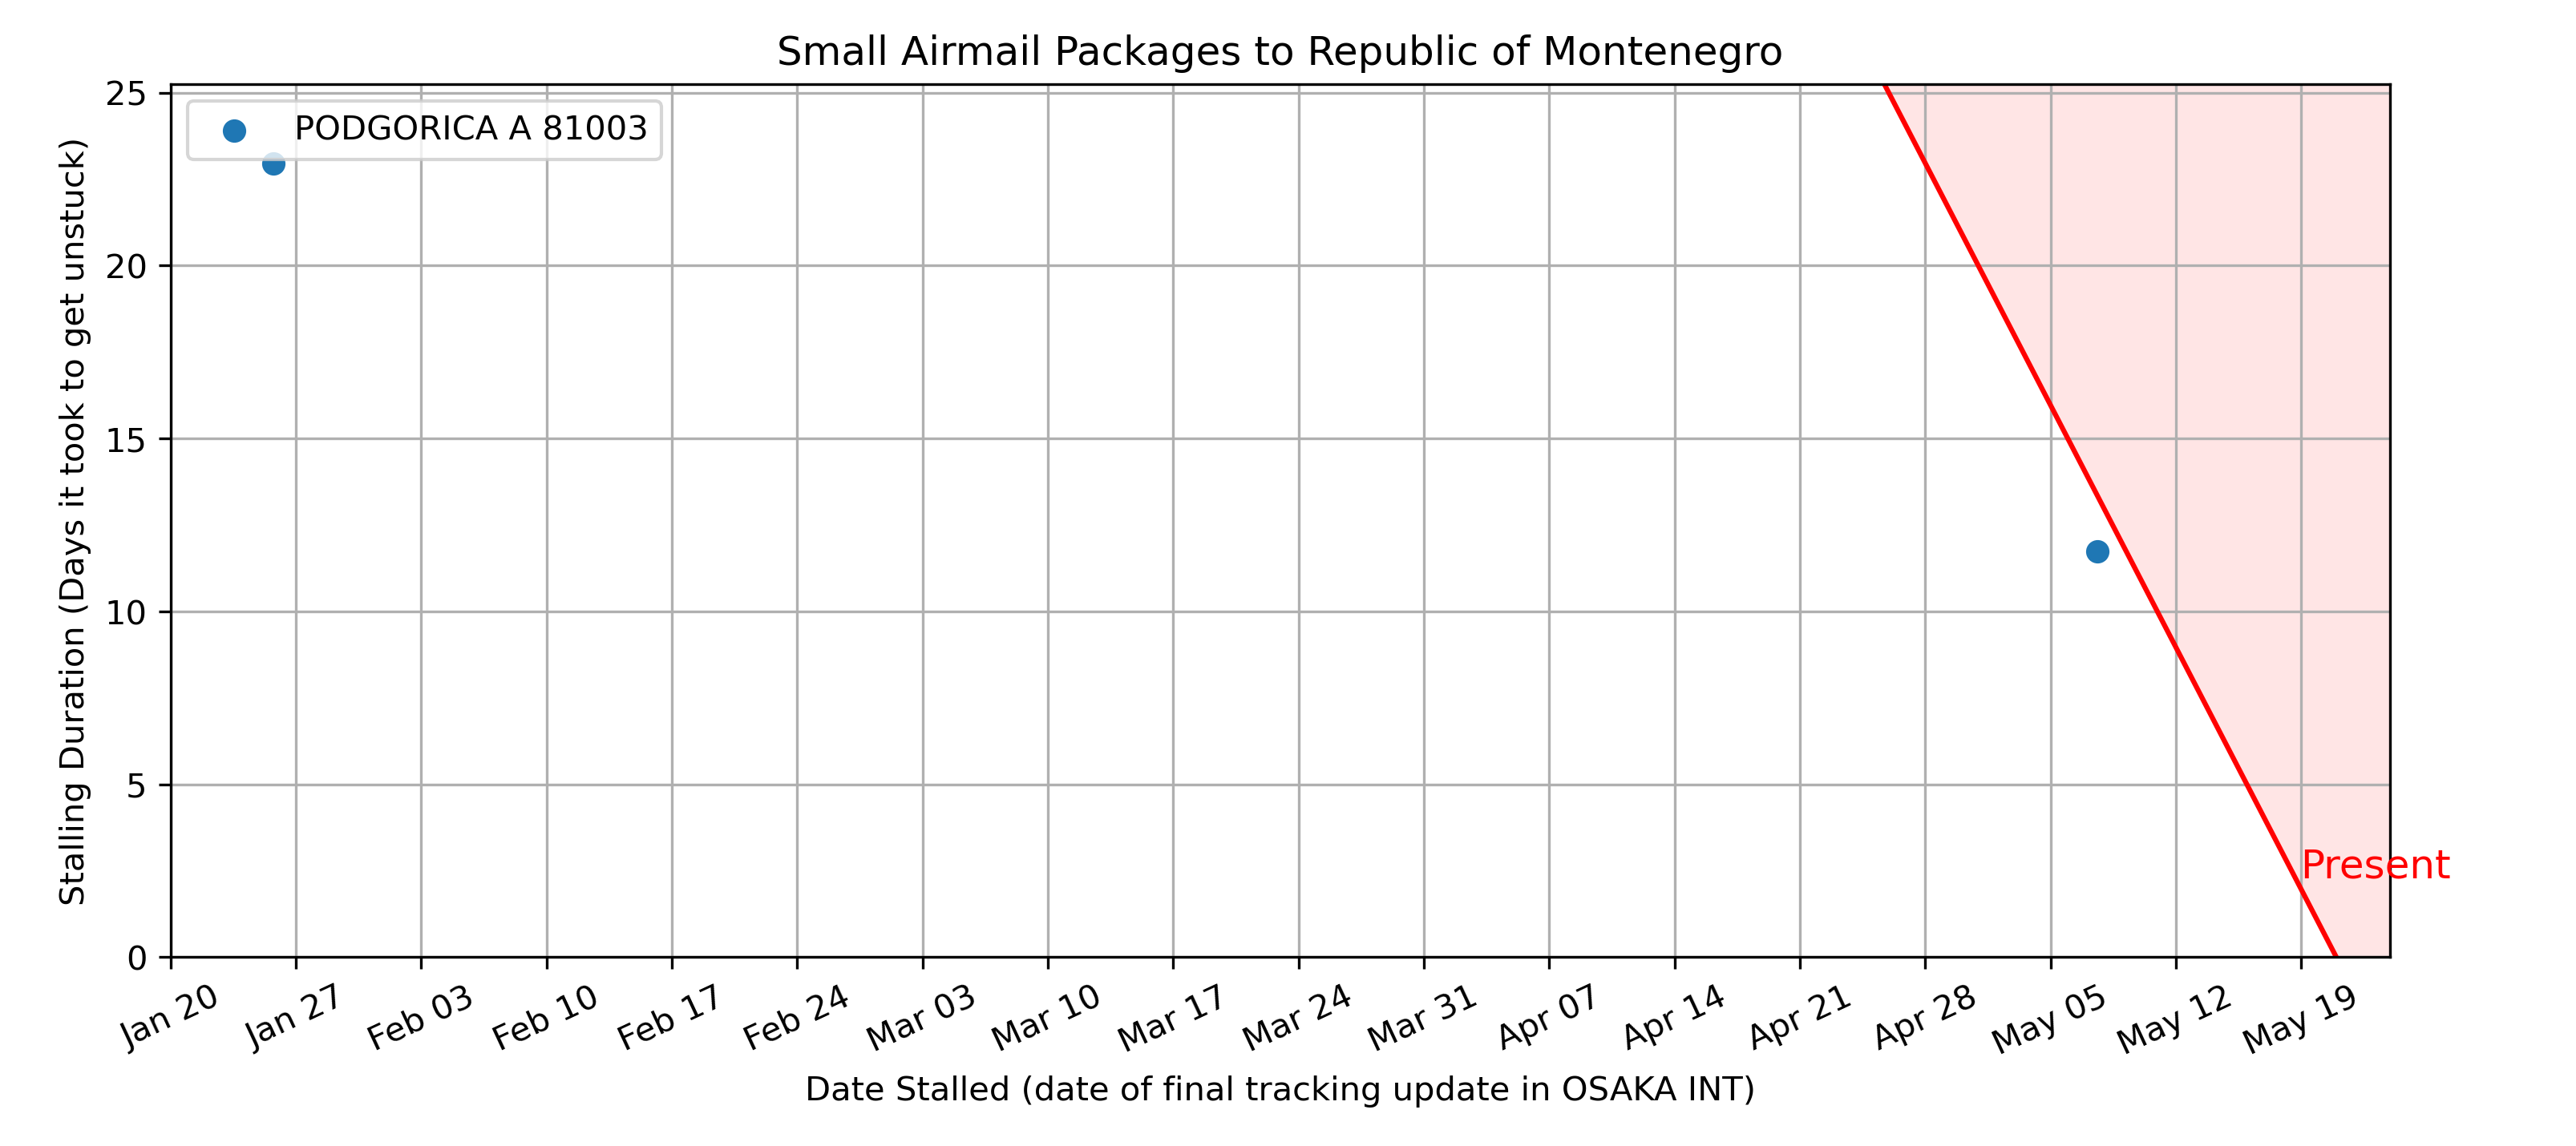 Small Airmail Packages to Republic of Montenegro
PODGORICA A 81003
Stalling Duration (Days it took to get unstuck)
25
20
15
10
5
0
Present
Jan 20
Jan 27
Feb 03
Feb 10
Feb 17
Feb 24
Mar 03
Mar 10
Mar 17
Mar 24
Mar 31
Apr 07
Apr 14
Apr 21
Apr 28
May 05
May 12
May 19
Date Stalled (date of final tracking update in OSAKA INT)